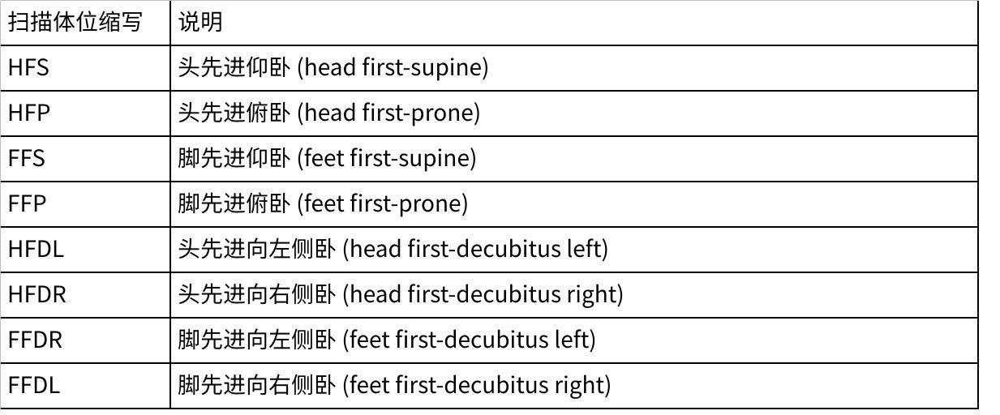 扫描体位缩写 说明
HFS 头先进仰卧 (head first-supine)
HFP 头先进俯卧 (head first-prone)
FFS 脚先进仰卧 (feet first-supine)
FFP 脚先进俯卧 (feet first-prone)
HFDL 头先进向左侧卧 (head first-decubitus left)
HFDR 头先进向右侧卧 (head first-decubitus right)
FFDR 脚先进向左侧卧 (feet first-decubitus left)
FFDL 脚先进向右侧卧 (feet first-decubitus right)